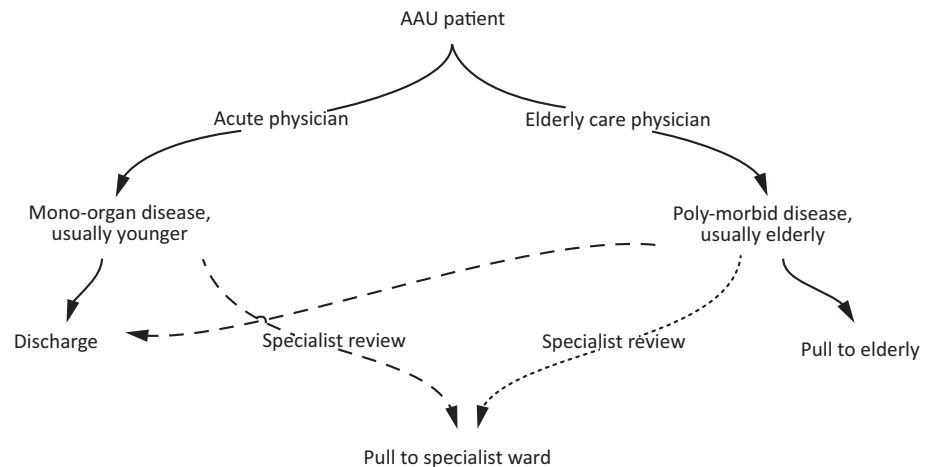 AAU patient
Acute physician
Elderly care physician
Mono-organ disease,
usually younger
Poly-morbid disease,
usually elderly
Discharge
Specialist review
Specialist review
Pull to elderly
Pull to specialist ward